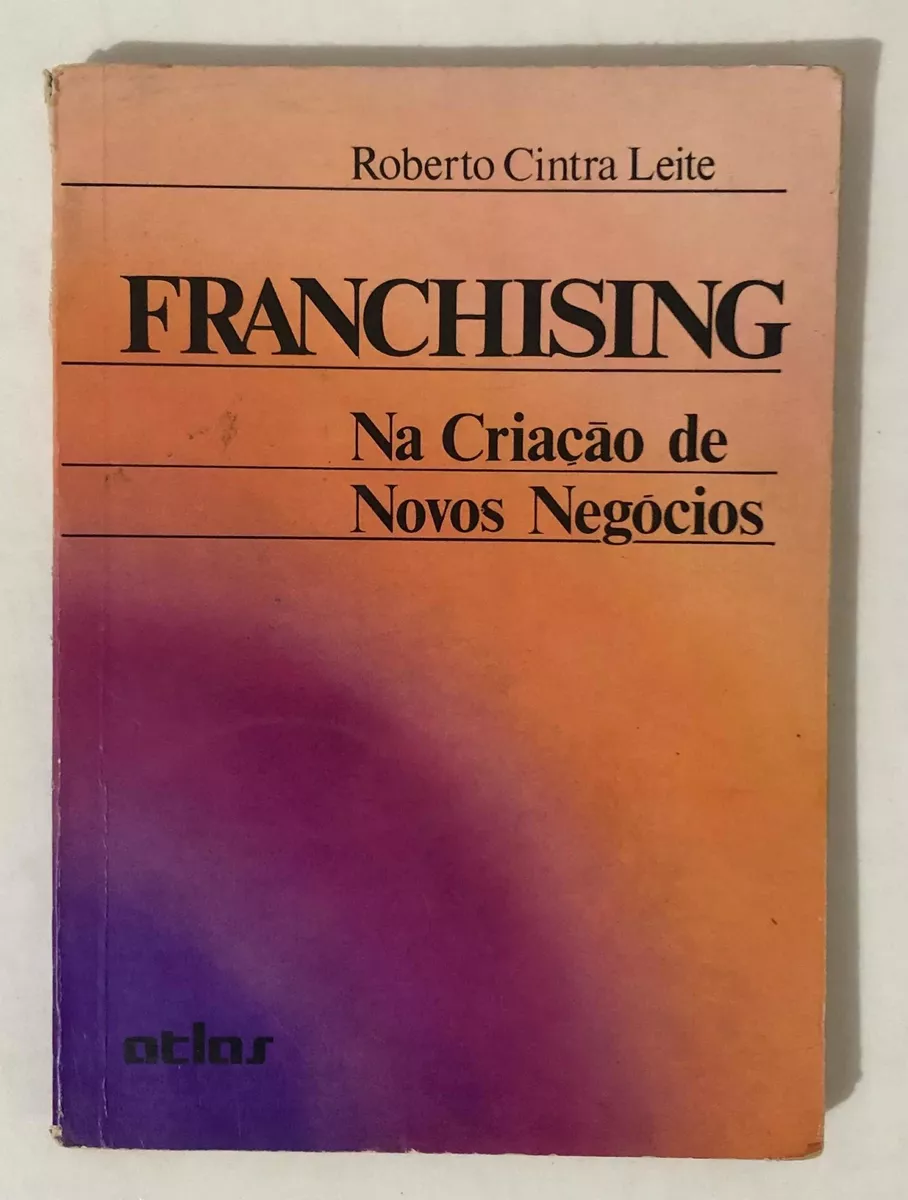 Roberto Cintra Leite
FRANCHISING
Na Criação de
Novos Negócios
atlas